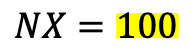 NX = 100